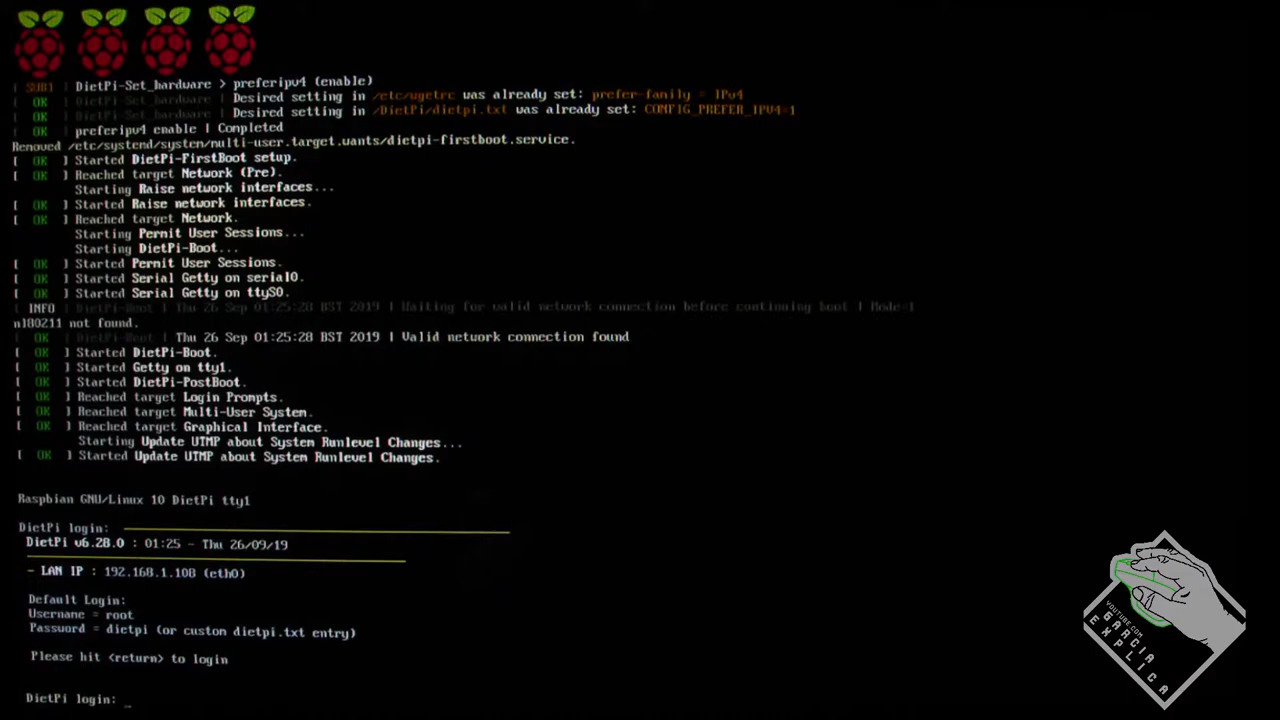 [ SUB1 ] DietPi-Set_hardware > preferipv4 (enable)
[ OK ] DietPi-Set_hardware | Desired setting in /etc/wgetrc was already set: prefer-family = IPv4
[ OK ] DietPi-Set_hardware | Desired setting in /DietPi/dietpi.txt was already set: CONFIG_PREFER_IPV4=1
[ OK ] preferipv4 enable | Completed
Removed /etc/systemd/system/multi-user.target.wants/dietpi-firstboot.service.
[ OK ] Started DietPi-FirstBoot setup.
[ OK ] Reached target Network (Pre).
Starting Raise network interfaces...
[ OK ] Started Raise network interfaces.
[ OK ] Reached target Network.
Starting Permit User Sessions...
Starting DietPi-Boot...
[ OK ] Started Permit User Sessions.
[ OK ] Started Serial Getty on serial0.
[ OK ] Started Serial Getty on ttyS0.
[ INFO ] DietPi-Boot | Thu 26 Sep 01:25:28 BST 2019 | Waiting for valid network connection before continuing boot | Mode=1
nl80211 not found.
[ OK ] DietPi-Boot | Thu 26 Sep 01:25:28 BST 2019 | Valid network connection found
[ OK ] Started DietPi-Boot.
[ OK ] Started Getty on tty1.
[ OK ] Started DietPi-PostBoot.
[ OK ] Reached target Login Prompts.
[ OK ] Reached target Multi-User System.
[ OK ] Reached target Graphical Interface.
Starting Update UTMP about System Runlevel Changes...
[ OK ] Started Update UTMP about System Runlevel Changes.
Raspbian GNU/Linux 10 DietPi tty1
DietPi login:
DietPi v6.28.0 : 01:25 - Thu 26/09/19
- LAN IP : 192.168.1.108 (eth0)
Default Login:
Username = root
Password = dietpi (or custom dietpi.txt entry)
Please hit <return> to login
DietPi login: _
YOUTUBE.COM
GARCIA
EXPLICA